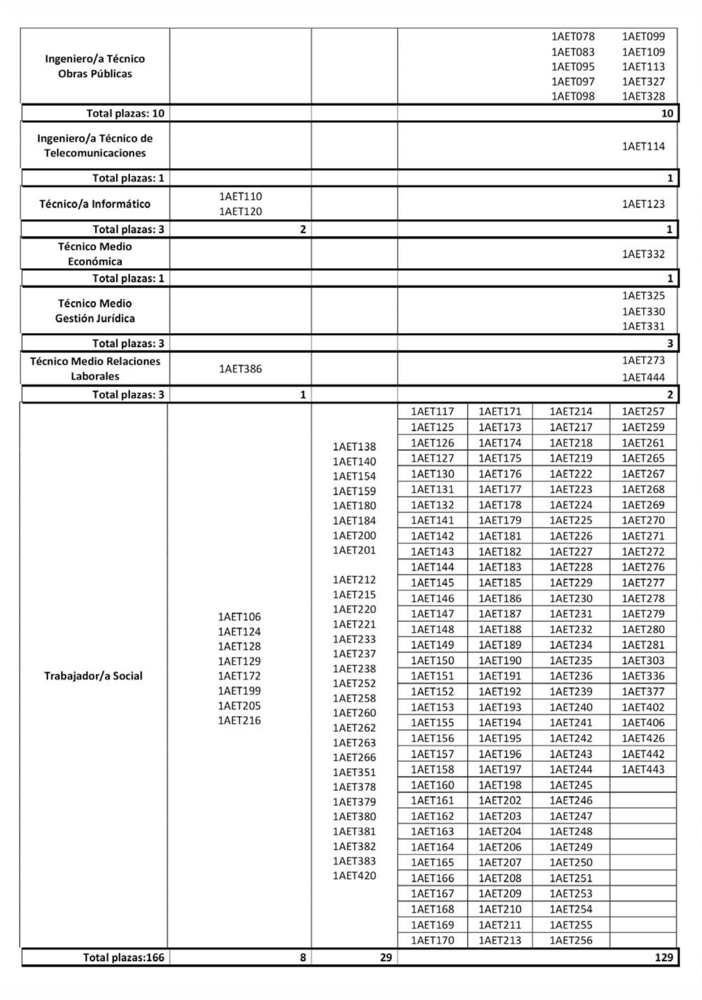 Ingeniero/a Técnico
Obras Públicas
1AET078 1AET099
1AET083 1AET109
1AET095 1AET113
1AET097 1AET327
1AET098 1AET328
Total plazas: 10 10
Ingeniero/a Técnico de
Telecomunicaciones
1AET114
Total plazas: 1 1
Técnico/a Informático
1AET110
1AET120
1AET123
Total plazas: 3 2 1
Técnico Medio
Económica
1AET332
Total plazas: 1 1
Técnico Medio
Gestión Jurídica
1AET325
1AET330
1AET331
Total plazas: 3 3
Técnico Medio Relaciones
Laborales
1AET386
1AET273
1AET444
Total plazas: 3 1 2
Trabajador/a Social
1AET106
1AET124
1AET128
1AET129
1AET172
1AET199
1AET205
1AET216
1AET138
1AET140
1AET154
1AET159
1AET180
1AET184
1AET200
1AET201
1AET212
1AET215
1AET220
1AET221
1AET233
1AET237
1AET238
1AET252
1AET258
1AET260
1AET262
1AET263
1AET266
1AET351
1AET378
1AET379
1AET380
1AET381
1AET382
1AET383
1AET420
1AET117 1AET171 1AET214 1AET257
1AET125 1AET173 1AET217 1AET259
1AET126 1AET174 1AET218 1AET261
1AET127 1AET175 1AET219 1AET265
1AET130 1AET176 1AET222 1AET267
1AET131 1AET177 1AET223 1AET268
1AET132 1AET178 1AET224 1AET269
1AET141 1AET179 1AET225 1AET270
1AET142 1AET181 1AET226 1AET271
1AET143 1AET182 1AET227 1AET272
1AET144 1AET183 1AET228 1AET276
1AET145 1AET185 1AET229 1AET277
1AET146 1AET186 1AET230 1AET278
1AET147 1AET187 1AET231 1AET279
1AET148 1AET188 1AET232 1AET280
1AET149 1AET189 1AET234 1AET281
1AET150 1AET190 1AET235 1AET303
1AET151 1AET191 1AET236 1AET336
1AET152 1AET192 1AET239 1AET377
1AET153 1AET193 1AET240 1AET402
1AET155 1AET194 1AET241 1AET406
1AET156 1AET195 1AET242 1AET426
1AET157 1AET196 1AET243 1AET442
1AET158 1AET197 1AET244 1AET443
1AET160 1AET198 1AET245
1AET161 1AET202 1AET246
1AET162 1AET203 1AET247
1AET163 1AET204 1AET248
1AET164 1AET206 1AET249
1AET165 1AET207 1AET250
1AET166 1AET208 1AET251
1AET167 1AET209 1AET253
1AET168 1AET210 1AET254
1AET169 1AET211 1AET255
1AET170 1AET213 1AET256
Total plazas:166 8 29 129